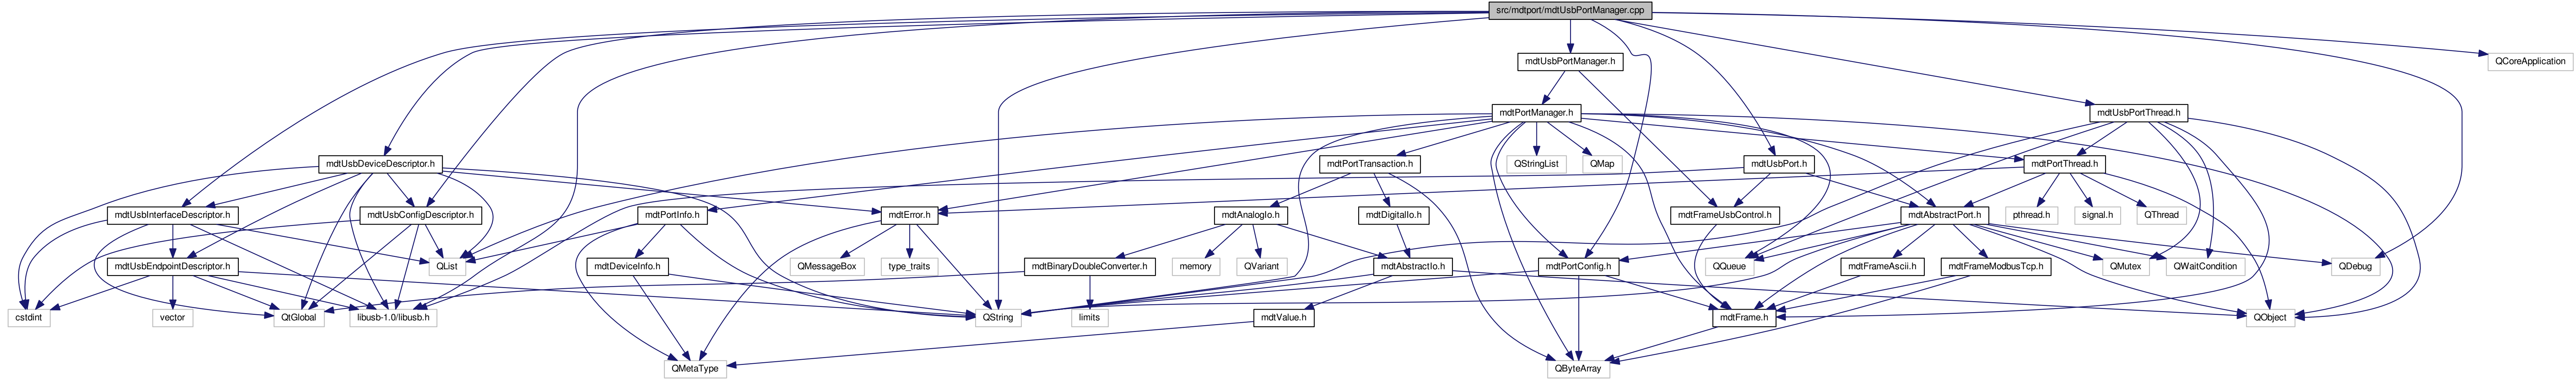 src/mdtport/mdtUsbPortManager.cpp
mdtUsbPortManager.h
QCoreApplication
mdtPortManager.h
mdtUsbPortThread.h
mdtUsbDeviceDescriptor.h
mdtPortTransaction.h
QStringList
QMap
mdtUsbPort.h
mdtPortThread.h
mdtUsbInterfaceDescriptor.h
mdtUsbConfigDescriptor.h
mdtPortInfo.h
mdtError.h
mdtAnalogIo.h
mdtDigitalIo.h
mdtFrameUsbControl.h
mdtAbstractPort.h
pthread.h
signal.h
QThread
mdtUsbEndpointDescriptor.h
QList
mdtDeviceInfo.h
QMessageBox
type_traits
mdtBinaryDoubleConverter.h
memory
QVariant
mdtAbstractIo.h
mdtPortConfig.h
QQueue
mdtFrameAscii.h
mdtFrameModbusTcp.h
QMutex
QWaitCondition
QDebug
cstdint
vector
QtGlobal
libusb-1.0/libusb.h
QString
limits
mdtValue.h
mdtFrame.h
QObject
QMetaType
QByteArray